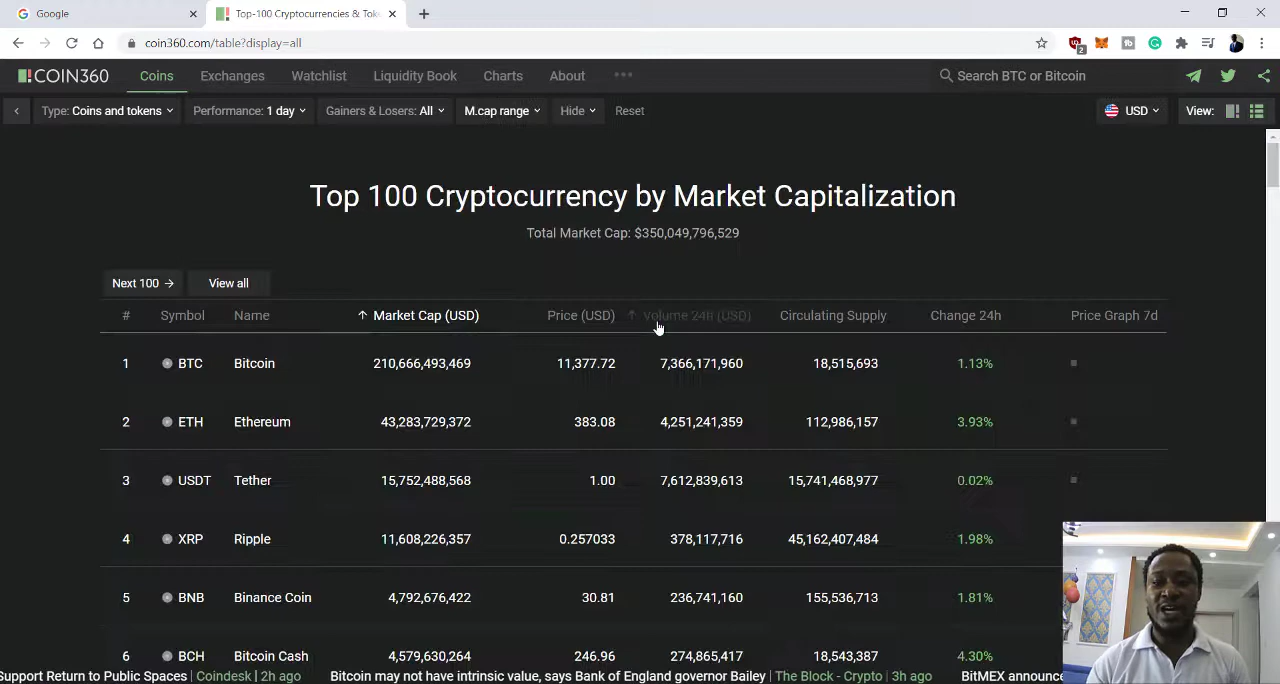 Google
Top-100 Cryptocurrencies & Tok
coin360.com/table?display=all
2
COIN360 Coins Exchanges Watchlist Liquidity Book Charts About Search BTC or Bitcoin
Type: Coins and tokens Performance: 1 day Gainers & Losers: All M.cap range Hide Reset USD View:
Top 100 Cryptocurrency by Market Capitalization
Total Market Cap: $350,049,796,529
Next 100 → View all
# Symbol Name ↑ Market Cap (USD) Price (USD) ↑ Volume 24h (USD) Circulating Supply Change 24h Price Graph 7d
1 BTC Bitcoin 210,666,493,469 11,377.72 7,366,171,960 18,515,693 1.13%
2 ETH Ethereum 43,283,729,372 383.08 4,251,241,359 112,986,157 3.93%
3 USDT Tether 15,752,488,568 1.00 7,612,839,613 15,741,468,977 0.02%
4 XRP Ripple 11,608,226,357 0.257033 378,117,716 45,162,407,484 1.98%
5 BNB Binance Coin 4,792,676,422 30.81 236,741,160 155,536,713 1.81%
6 BCH Bitcoin Cash 4,579,630,264 246.96 274,865,417 18,543,387 4.30%
Support Return to Public Spaces | Coindesk | 2h ago Bitcoin may not have intrinsic value, says Bank of England governor Bailey | The Block - Crypto | 3h ago BitMEX announce